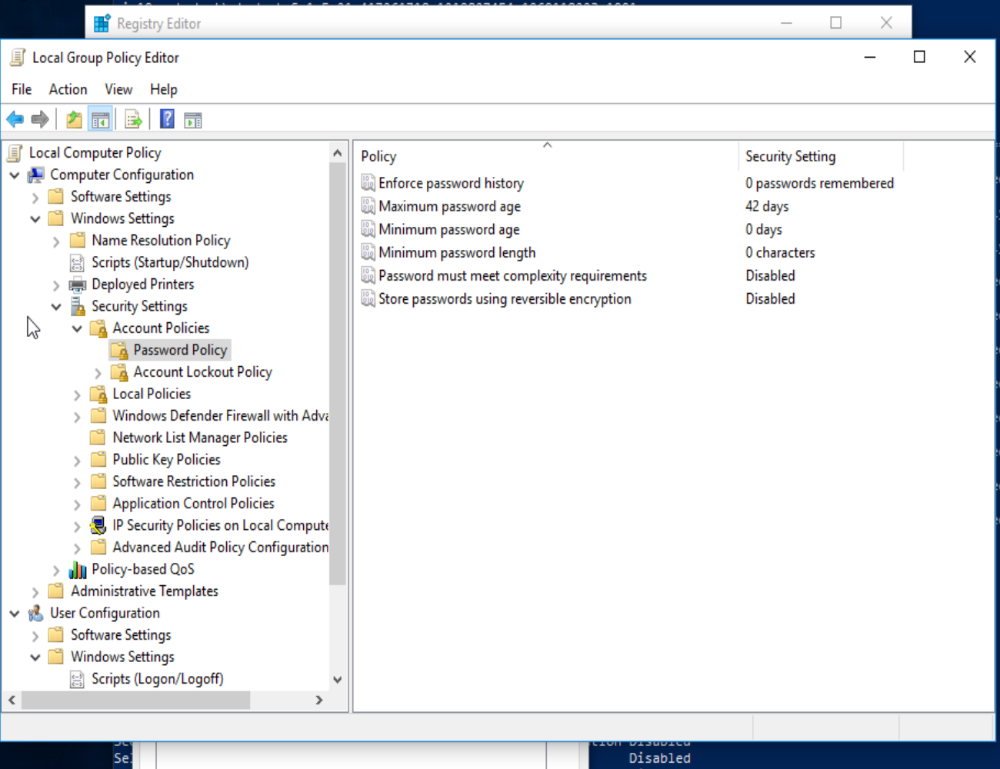 Registry Editor
Local Group Policy Editor
File Action View Help
Local Computer Policy
Computer Configuration
Software Settings
Windows Settings
Name Resolution Policy
Scripts (Startup/Shutdown)
Deployed Printers
Security Settings
Account Policies
Password Policy
Account Lockout Policy
Local Policies
Windows Defender Firewall with Adva
Network List Manager Policies
Public Key Policies
Software Restriction Policies
Application Control Policies
IP Security Policies on Local Compute
Advanced Audit Policy Configuration
Policy-based QoS
Administrative Templates
User Configuration
Software Settings
Windows Settings
Scripts (Logon/Logoff)
Policy Security Setting
Enforce password history 0 passwords remembered
Maximum password age 42 days
Minimum password age 0 days
Minimum password length 0 characters
Password must meet complexity requirements Disabled
Store passwords using reversible encryption Disabled
Disabled
Sel Disabled